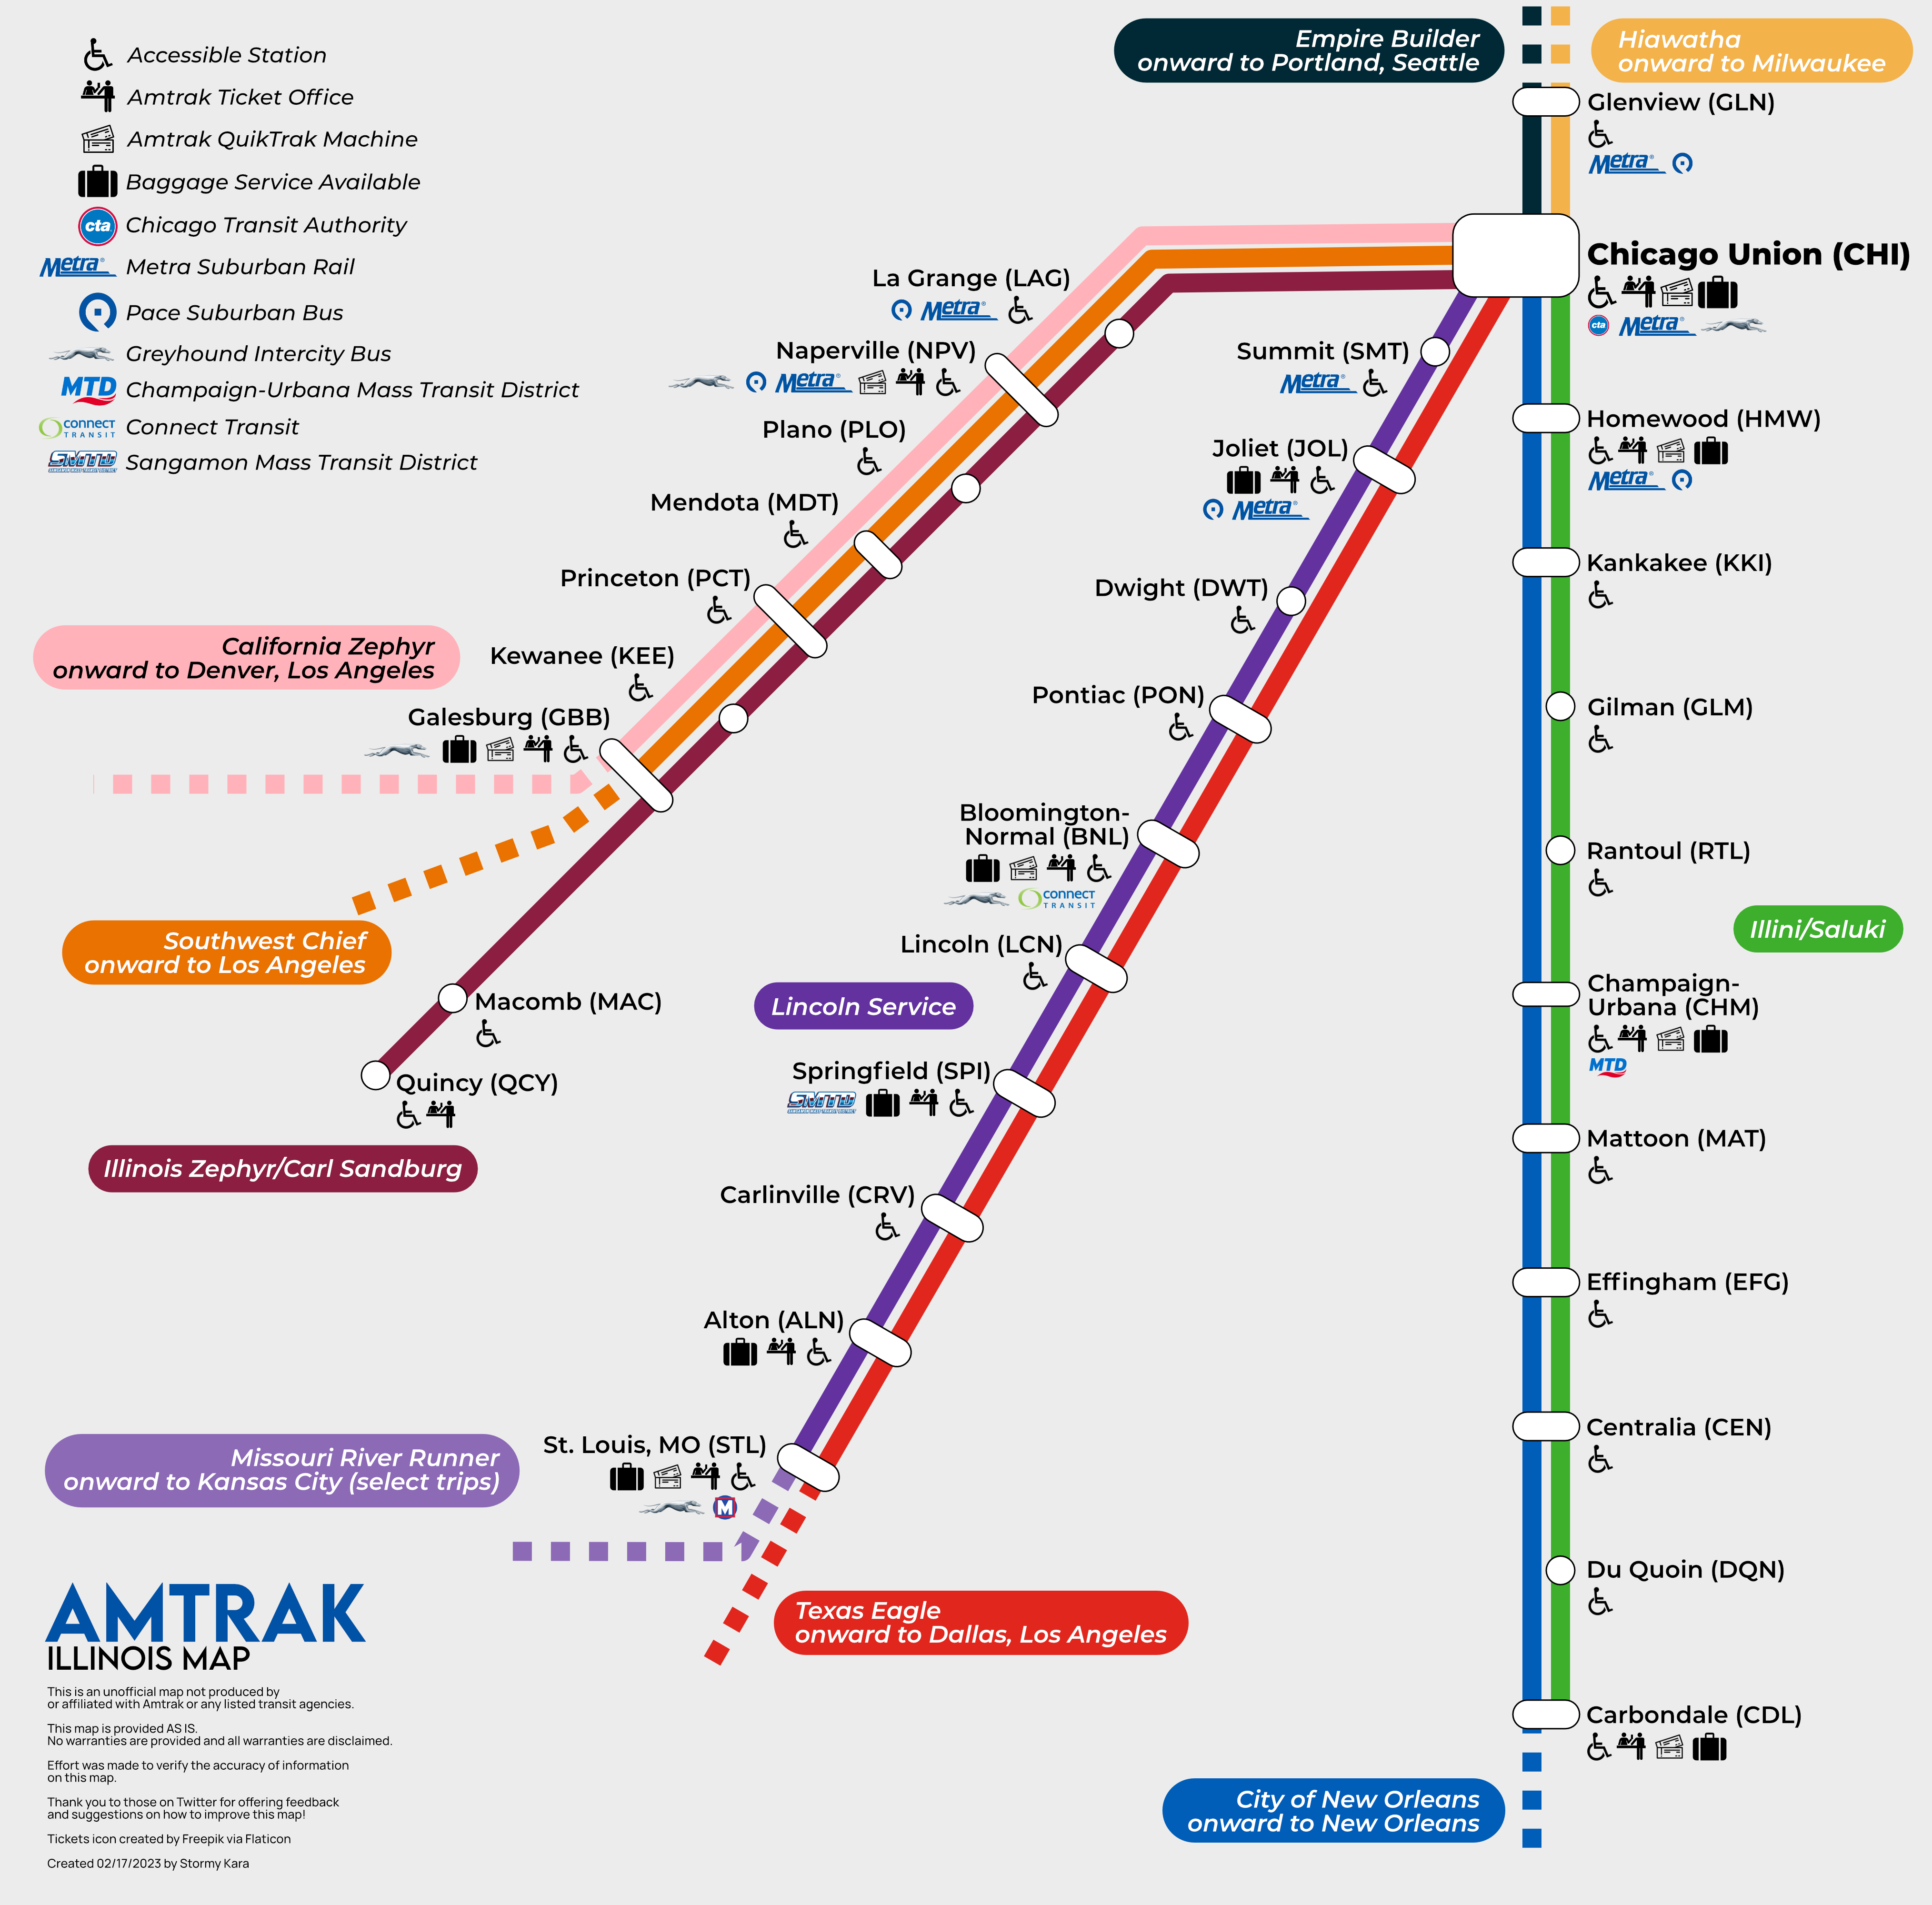 Accessible Station
Amtrak Ticket Office
Amtrak QuikTrak Machine
Baggage Service Available
cta Chicago Transit Authority
Metra® Metra Suburban Rail
Pace Suburban Bus
Greyhound Intercity Bus
MTD Champaign-Urbana Mass Transit District
CONNECT TRANSIT Connect Transit
SMTD SANGAMON MASS TRANSIT DISTRICT Sangamon Mass Transit District
Empire Builder
onward to Portland, Seattle
Hiawatha
onward to Milwaukee
Glenview (GLN)
Metra®
Chicago Union (CHI)
cta Metra®
La Grange (LAG)
Metra®
Naperville (NPV)
Metra®
Plano (PLO)
Mendota (MDT)
Princeton (PCT)
Kewanee (KEE)
Galesburg (GBB)
California Zephyr
onward to Denver, Los Angeles
Southwest Chief
onward to Los Angeles
Macomb (MAC)
Quincy (QCY)
Illinois Zephyr/Carl Sandburg
Summit (SMT)
Metra®
Joliet (JOL)
Metra®
Dwight (DWT)
Pontiac (PON)
Bloomington-
Normal (BNL)
CONNECT
TRANSIT
Lincoln (LCN)
Lincoln Service
Springfield (SPI)
SMTD
SANGAMON MASS TRANSIT DISTRICT
Carlinville (CRV)
Alton (ALN)
St. Louis, MO (STL)
M
Missouri River Runner
onward to Kansas City (select trips)
Texas Eagle
onward to Dallas, Los Angeles
Homewood (HMW)
Metra®
Kankakee (KKI)
Gilman (GLM)
Rantoul (RTL)
Illini/Saluki
Champaign-
Urbana (CHM)
MTD
Mattoon (MAT)
Effingham (EFG)
Centralia (CEN)
Du Quoin (DQN)
Carbondale (CDL)
City of New Orleans
onward to New Orleans
AMTRAK
ILLINOIS MAP
This is an unofficial map not produced by
or affiliated with Amtrak or any listed transit agencies.
This map is provided AS IS.
No warranties are provided and all warranties are disclaimed.
Effort was made to verify the accuracy of information
on this map.
Thank you to those on Twitter for offering feedback
and suggestions on how to improve this map!
Tickets icon created by Freepik via Flaticon
Created 02/17/2023 by Stormy Kara